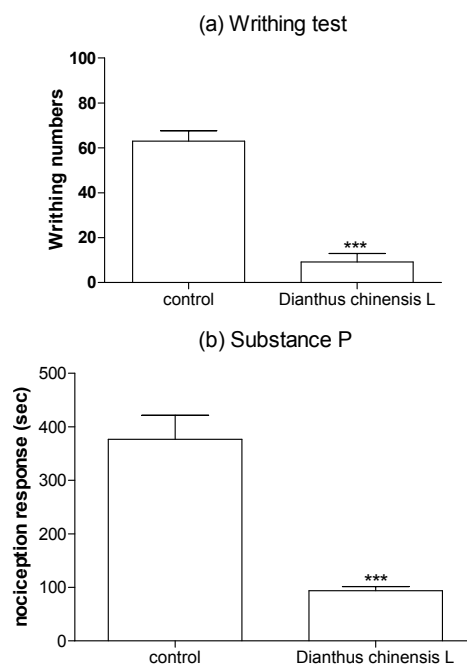 (a) Writhing test
Writhing numbers
100
80
60
40
20
0
***
control Dianthus chinensis L
(b) Substance P
nociception response (sec)
500
400
300
200
100
0
***
control Dianthus chinensis L